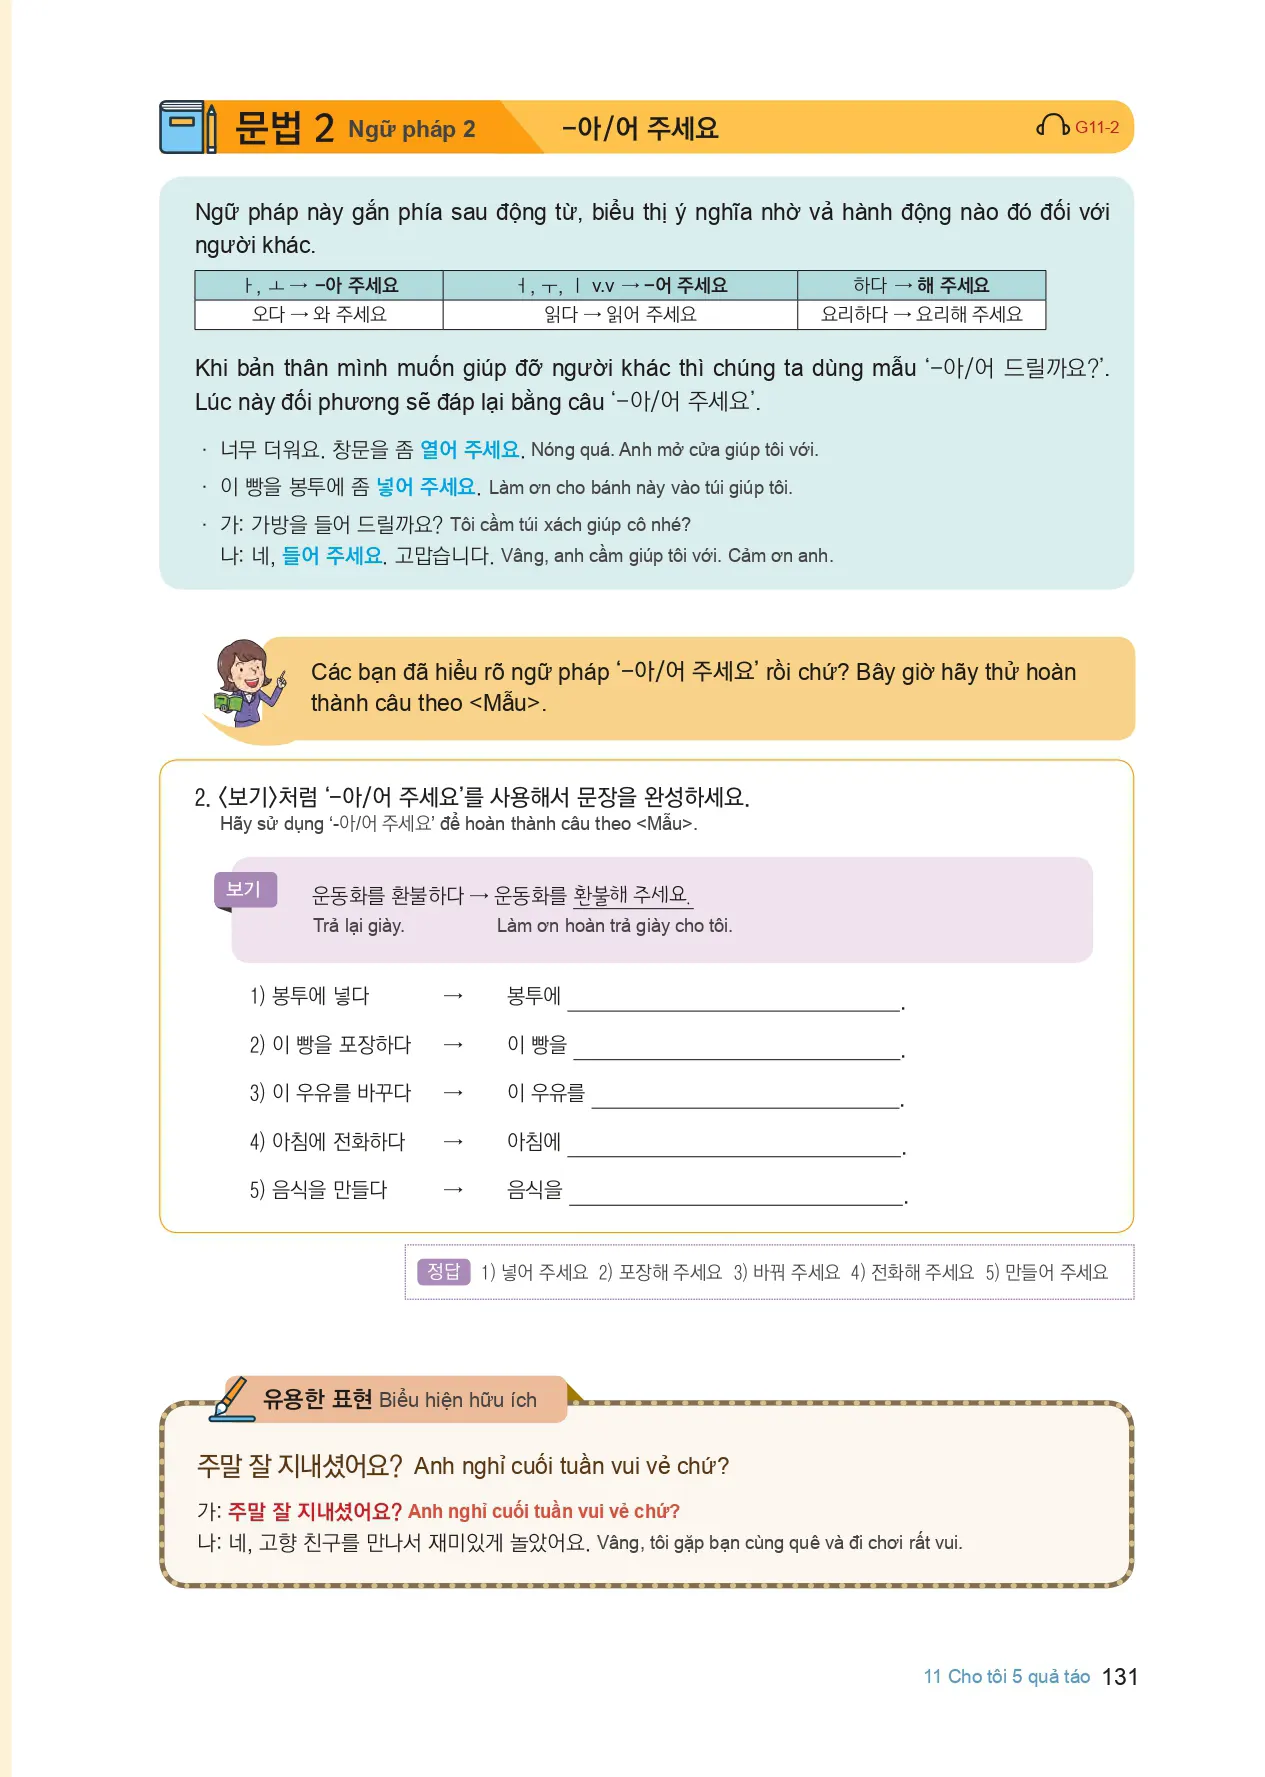 문법 2 Ngữ pháp 2 -아/어 주세요 G11-2
Ngữ pháp này gắn phía sau động từ, biểu thị ý nghĩa nhờ vả hành động nào đó đối với
người khác.
ㅏ, ㅗ → -아 주세요 ㅓ, ㅜ, ㅣ v.v → -어 주세요 하다 → 해 주세요
오다 → 와 주세요 읽다 → 읽어 주세요 요리하다 → 요리해 주세요
Khi bản thân mình muốn giúp đỡ người khác thì chúng ta dùng mẫu ‘-아/어 드릴까요?’.
Lúc này đối phương sẽ đáp lại bằng câu ‘-아/어 주세요’.
· 너무 더워요. 창문을 좀 열어 주세요. Nóng quá. Anh mở cửa giúp tôi với.
· 이 빵을 봉투에 좀 넣어 주세요. Làm ơn cho bánh này vào túi giúp tôi.
· 가: 가방을 들어 드릴까요? Tôi cầm túi xách giúp cô nhé?
나: 네, 들어 주세요. 고맙습니다. Vâng, anh cầm giúp tôi với. Cảm ơn anh.
Các bạn đã hiểu rõ ngữ pháp ‘-아/어 주세요’ rồi chứ? Bây giờ hãy thử hoàn
thành câu theo <Mẫu>.
2. <보기>처럼 ‘-아/어 주세요’를 사용해서 문장을 완성하세요.
Hãy sử dụng ‘-아/어 주세요’ để hoàn thành câu theo <Mẫu>.
보기 운동화를 환불하다 → 운동화를 환불해 주세요.
Trả lại giày. Làm ơn hoàn trả giày cho tôi.
1) 봉투에 넣다 → 봉투에 ____________________.
2) 이 빵을 포장하다 → 이 빵을 ____________________.
3) 이 우유를 바꾸다 → 이 우유를 ____________________.
4) 아침에 전화하다 → 아침에 ____________________.
5) 음식을 만들다 → 음식을 ____________________.
정답 1) 넣어 주세요 2) 포장해 주세요 3) 바꿔 주세요 4) 전화해 주세요 5) 만들어 주세요
유용한 표현 Biểu hiện hữu ích
주말 잘 지내셨어요? Anh nghỉ cuối tuần vui vẻ chứ?
가: 주말 잘 지내셨어요? Anh nghỉ cuối tuần vui vẻ chứ?
나: 네, 고향 친구를 만나서 재미있게 놀았어요. Vâng, tôi gặp bạn cùng quê và đi chơi rất vui.
11 Cho tôi 5 quả táo 131